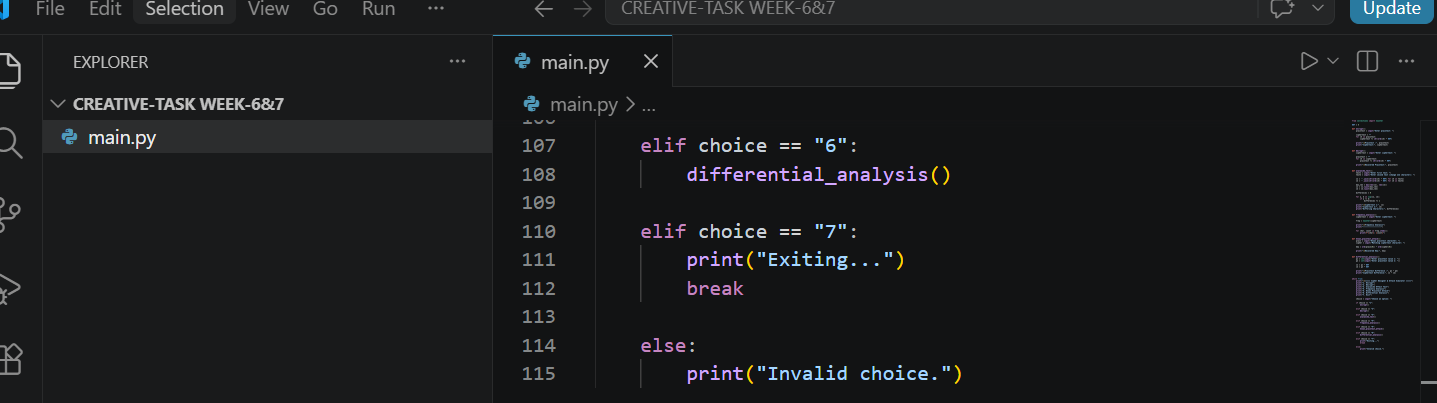 File Edit Selection View Go Run ···
CREATIVE-TASK WEEK-6&7
Update
EXPLORER ···
CREATIVE-TASK WEEK-6&7
main.py
main.py
main.py > ...
106
107 elif choice == "6":
108 differential_analysis()
109
110 elif choice == "7":
111 print("Exiting...")
112 break
113
114 else:
115 print("Invalid choice.")